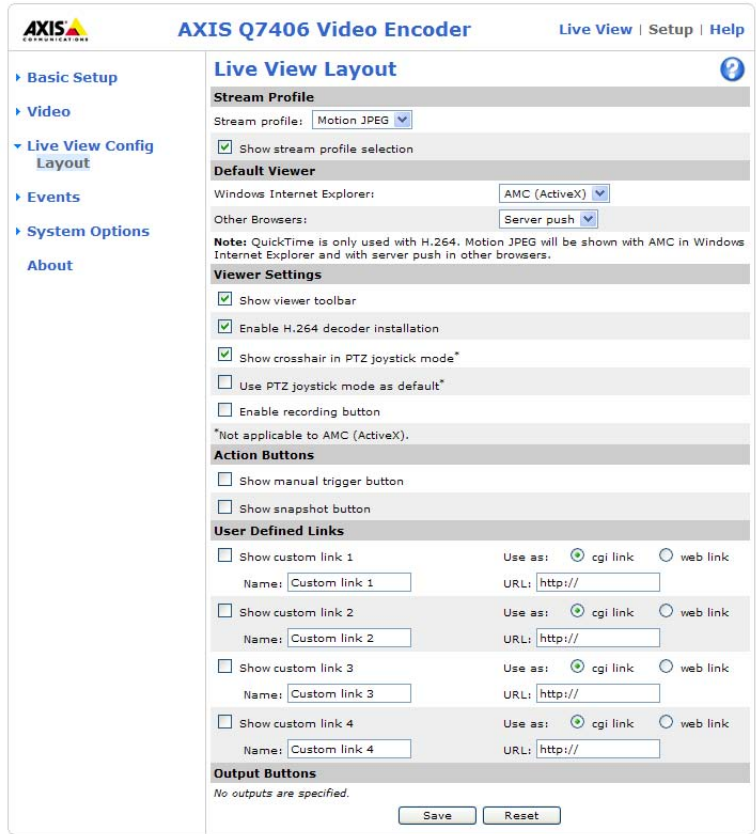 AXIS
COMMUNICATIONS
AXIS Q7406 Video Encoder
Live View | Setup | Help
Basic Setup
Video
Live View Config
Layout
Events
System Options
About
Live View Layout
?
Stream Profile
Stream profile: Motion JPEG
Show stream profile selection
Default Viewer
Windows Internet Explorer: AMC (ActiveX)
Other Browsers: Server push
Note: QuickTime is only used with H.264. Motion JPEG will be shown with AMC in Windows
Internet Explorer and with server push in other browsers.
Viewer Settings
Show viewer toolbar
Enable H.264 decoder installation
Show crosshair in PTZ joystick mode*
Use PTZ joystick mode as default*
Enable recording button
*Not applicable to AMC (ActiveX).
Action Buttons
Show manual trigger button
Show snapshot button
User Defined Links
Show custom link 1 Use as: cgi link web link
Name: Custom link 1 URL: http://
Show custom link 2 Use as: cgi link web link
Name: Custom link 2 URL: http://
Show custom link 3 Use as: cgi link web link
Name: Custom link 3 URL: http://
Show custom link 4 Use as: cgi link web link
Name: Custom link 4 URL: http://
Output Buttons
No outputs are specified.
Save Reset